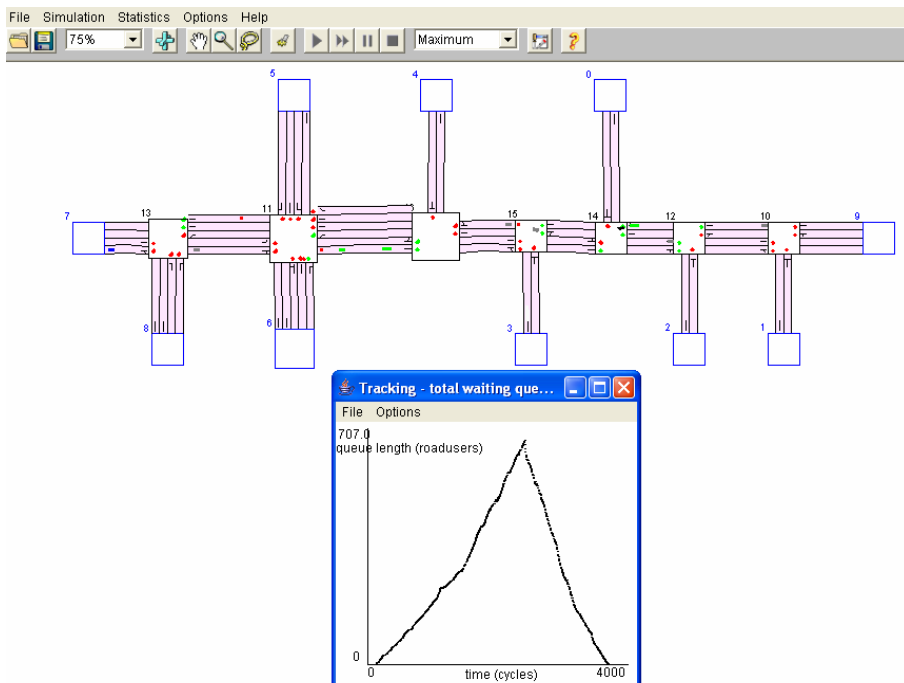 File Simulation Statistics Options Help
75% Maximum
5 4 0
7 13 11 15 14 12 10 9
8 6 3 2 1
Tracking - total waiting que...
File Options
707.0
queue length (roadusers)
0
0 time (cycles) 4000